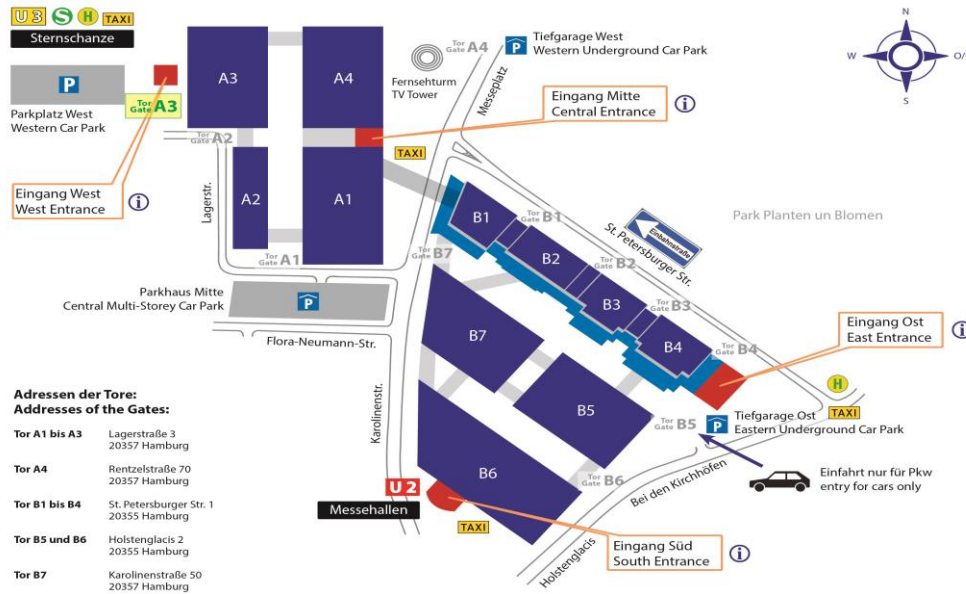 U3 S H TAXI
Sternschanze
P
Parkplatz West
Western Car Park
Tor
Gate A3
Eingang West
West Entrance
i
Tor
Gate A2
Lagerstr.
A3
A4
A2
A1
Tor
Gate A1
Fernsehturm
TV Tower
Tor
Gate A4
P
Tiefgarage West
Western Underground Car Park
Messeplatz
Eingang Mitte
Central Entrance
i
TAXI
N
W
O/
S
Parkhaus Mitte
Central Multi-Storey Car Park
P
Flora-Neumann-Str.
Karolinenstr.
Tor
Gate B7
B1
Tor
Gate B1
B2
Tor
Gate B2
B3
Tor
Gate B3
B4
Tor
Gate B4
Einbahnstraße
St. Petersburger Str.
Park Planten un Blomen
Eingang Ost
East Entrance
i
H
TAXI
B7
B5
B6
Tor
Gate B5
P
Tiefgarage Ost
Eastern Underground Car Park
Tor
Gate B6
Bei den Kirchhöfen
Einfahrt nur für Pkw
entry for cars only
Holstenglacis
U2
Messehallen
TAXI
Eingang Süd
South Entrance
i
Adressen der Tore:
Addresses of the Gates:
Tor A1 bis A3 Lagerstraße 3
20357 Hamburg
Tor A4 Rentzelstraße 70
20357 Hamburg
Tor B1 bis B4 St. Petersburger Str. 1
20355 Hamburg
Tor B5 und B6 Holstenglacis 2
20355 Hamburg
Tor B7 Karolinenstraße 50
20357 Hamburg